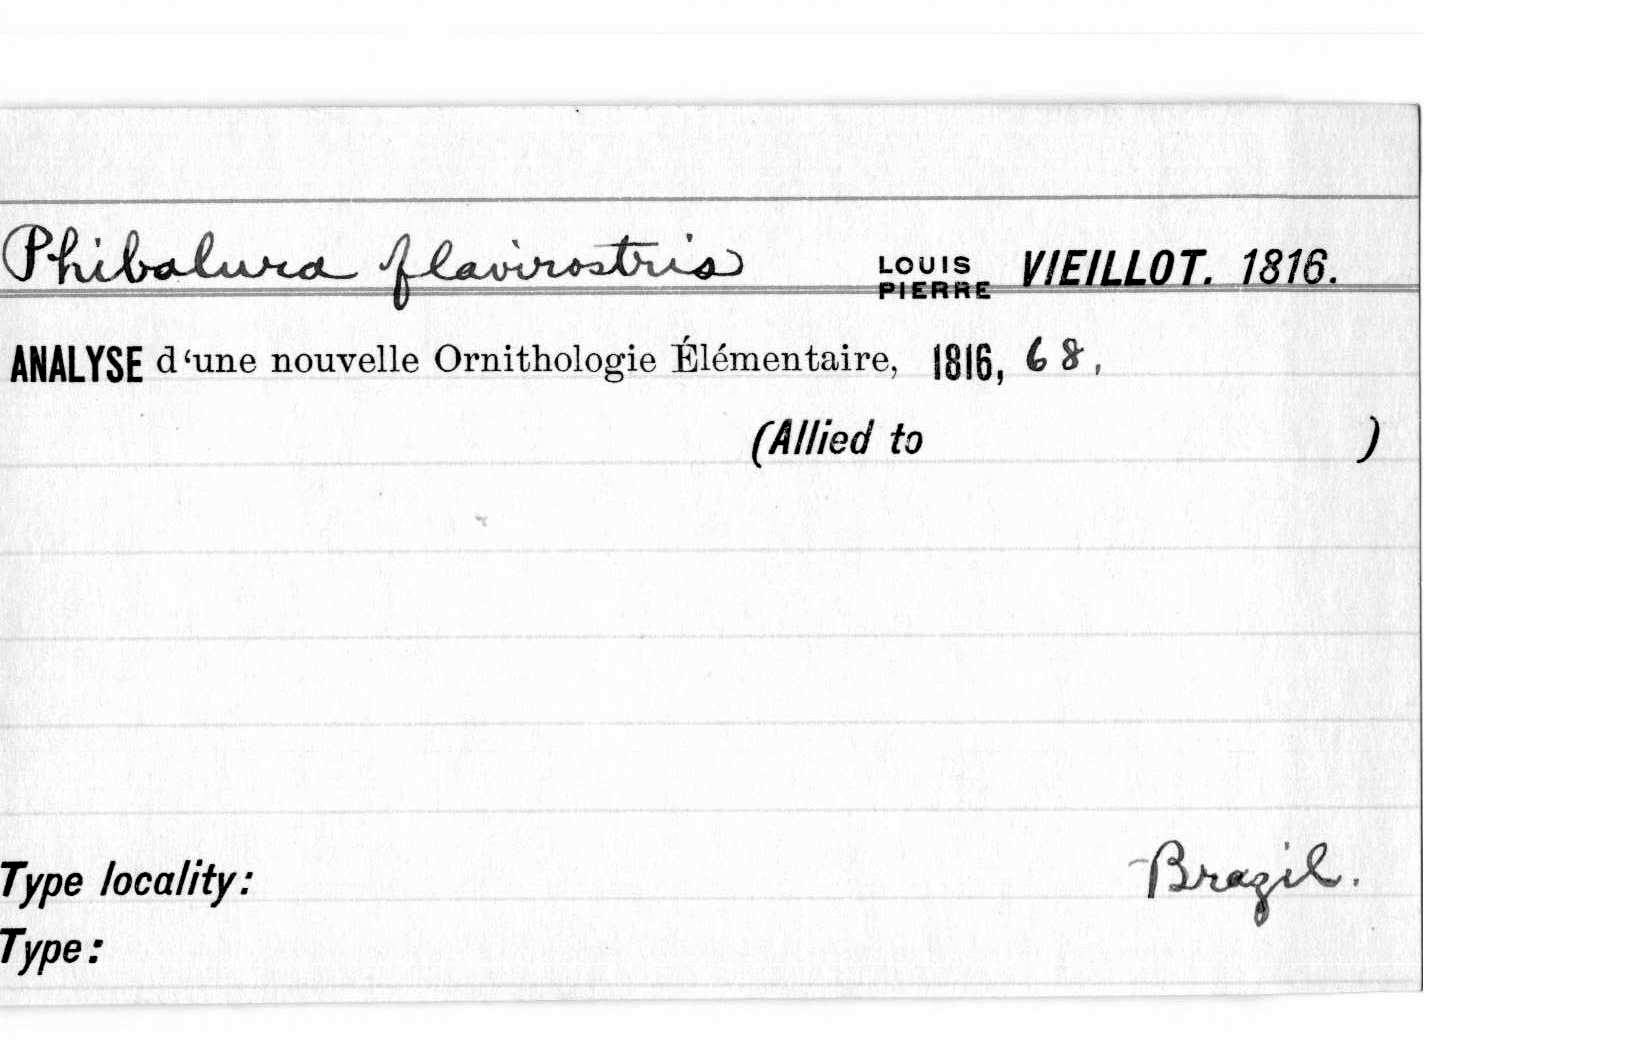 Phibalura flavirostris LOUIS PIERRE VIEILLOT. 1816.
ANALYSE d‘une nouvelle Ornithologie Élémentaire, 1816, 68.
(Allied to )
Type locality: Brazil.
Type: